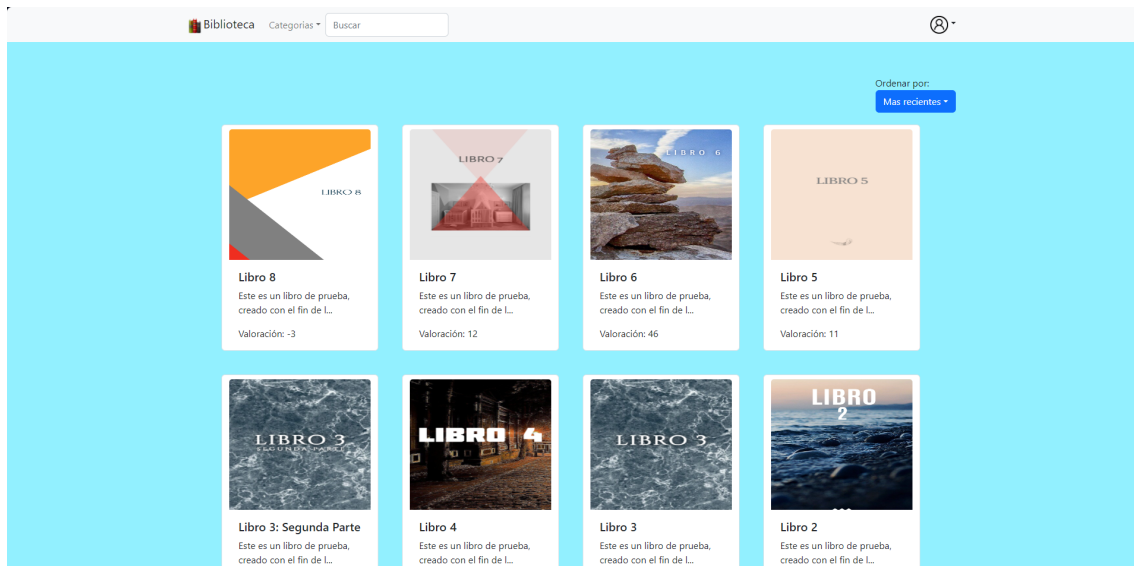 Biblioteca Categorias Buscar
Ordenar por:
Mas recientes
LIBRO 8
Libro 8
Este es un libro de prueba,
creado con el fin de l...
Valoración: -3
LIBRO 7
Libro 7
Este es un libro de prueba,
creado con el fin de l...
Valoración: 12
LIBRO 6
Libro 6
Este es un libro de prueba,
creado con el fin de l...
Valoración: 46
LIBRO 5
Libro 5
Este es un libro de prueba,
creado con el fin de l...
Valoración: 11
LIBRO 3
SEGUNDA PARTE
Libro 3: Segunda Parte
Este es un libro de prueba,
creado con el fin de l...
LIBRO 4
Libro 4
Este es un libro de prueba,
creado con el fin de l...
LIBRO 3
Libro 3
Este es un libro de prueba,
creado con el fin de l...
LIBRO
2
Libro 2
Este es un libro de prueba,
creado con el fin de l...